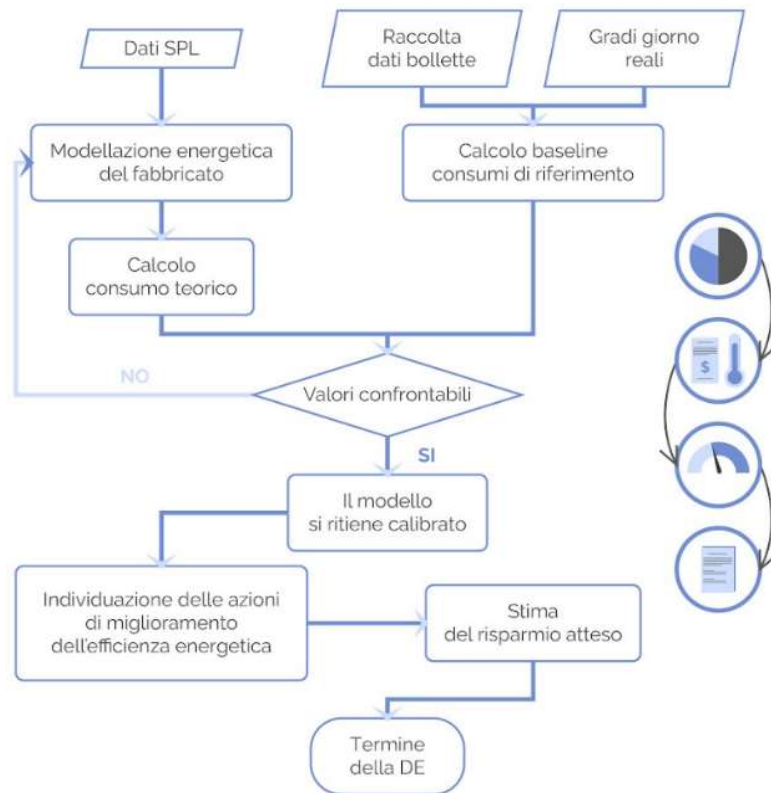 Dati SPL
Raccolta
dati bollette
Gradi giorno
reali
Modellazione energetica
del fabbricato
Calcolo baseline
consumi di riferimento
Calcolo
consumo teorico
$
NO
Valori confrontabili
SI
Il modello
si ritiene calibrato
Individuazione delle azioni
di miglioramento
dell'efficienza energetica
Stima
del risparmio atteso
Termine
della DE